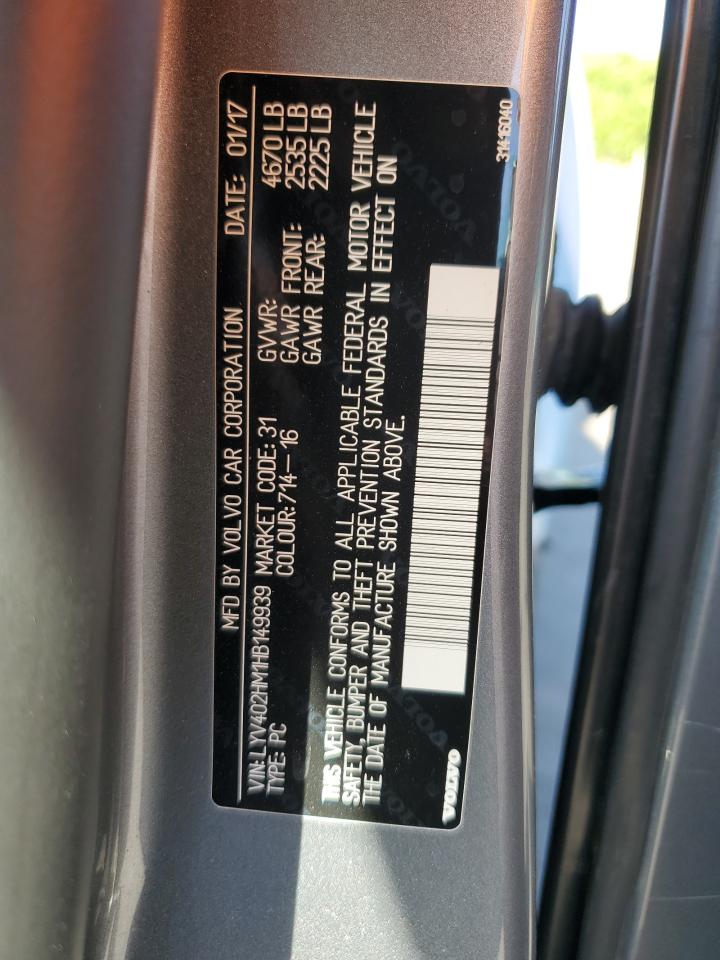 MFD BY VOLVO CAR CORPORATION DATE: 01/17
VIN: LYV402HM1HB149939 MARKET CODE: 31 GVWR: 4670 LB
TYPE: PC COLOUR: 714-16 GAWR FRONT: 2535 LB
GAWR REAR: 2225 LB
THIS VEHICLE CONFORMS TO ALL APPLICABLE FEDERAL MOTOR VEHICLE
SAFETY, BUMPER AND THEFT PREVENTION STANDARDS IN EFFECT ON
THE DATE OF MANUFACTURE SHOWN ABOVE.
VOLVO 31416040